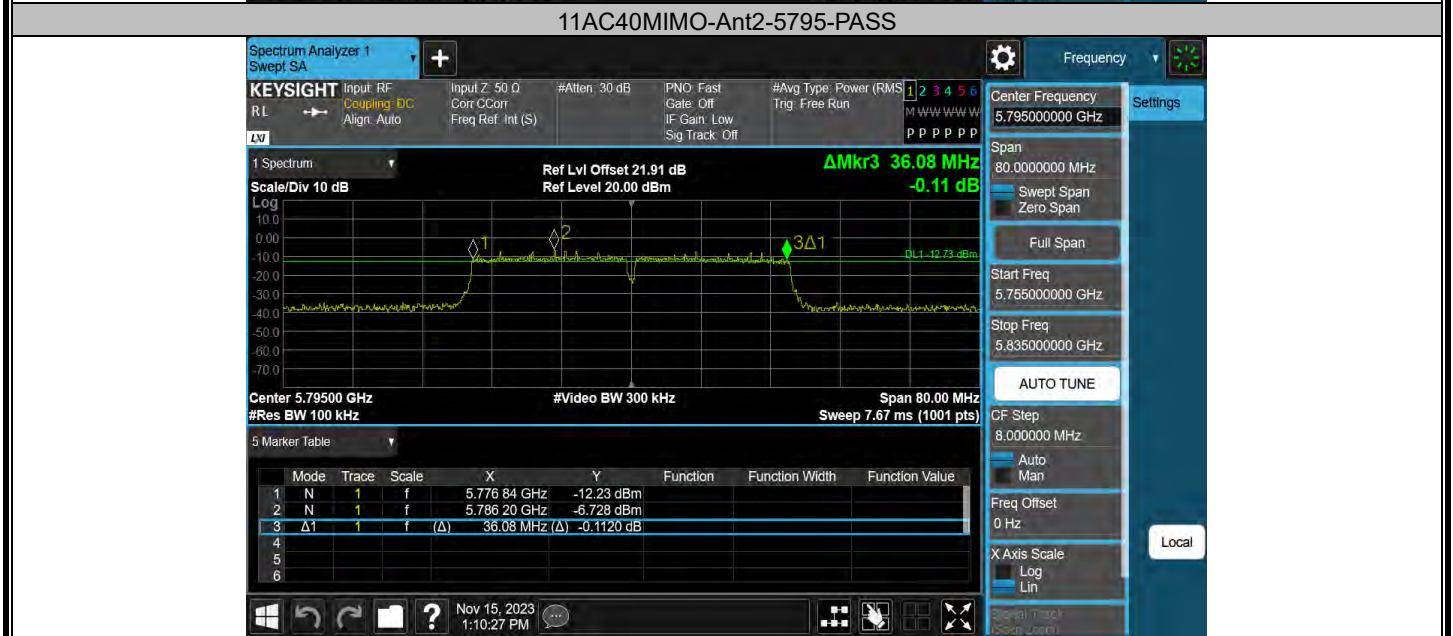 11AC40MIMO-Ant2-5795-PASS
Spectrum Analyzer 1
Swept SA
+
Frequency
KEYSIGHT
RL
LXI
Input: RF
Coupling: DC
Align: Auto
Input Z: 50 Ω
Corr CCorr
Freq Ref: Int (S)
#Atten: 30 dB
PNO: Fast
Gate: Off
IF Gain: Low
Sig Track: Off
#Avg Type: Power (RMS
Trig: Free Run
1 2 3 4 5 6
M W W W W W
P P P P P P
Center Frequency
5.795000000 GHz
Settings
Span
80.0000000 MHz
Swept Span
Zero Span
Full Span
Start Freq
5.755000000 GHz
Stop Freq
5.835000000 GHz
AUTO TUNE
CF Step
8.000000 MHz
Auto
Man
Freq Offset
0 Hz
X Axis Scale
Log
Lin
Local
1 Spectrum
Scale/Div 10 dB
Log
Ref Lvl Offset 21.91 dB
Ref Level 20.00 dBm
ΔMkr3 36.08 MHz
-0.11 dB
10.0
0.00
-10.0
-20.0
-30.0
-40.0
-50.0
-60.0
-70.0
1
2
3Δ1
DL1 -12.73 dBm
Center 5.79500 GHz
#Res BW 100 kHz
#Video BW 300 kHz
Span 80.00 MHz
Sweep 7.67 ms (1001 pts)
5 Marker Table
Mode Trace Scale X Y Function Function Width Function Value
1 N 1 f 5.776 84 GHz -12.23 dBm
2 N 1 f 5.786 20 GHz -6.728 dBm
3 Δ1 1 f (Δ) 36.08 MHz (Δ) -0.1120 dB
4
5
6
?
Nov 15, 2023
1:10:27 PM